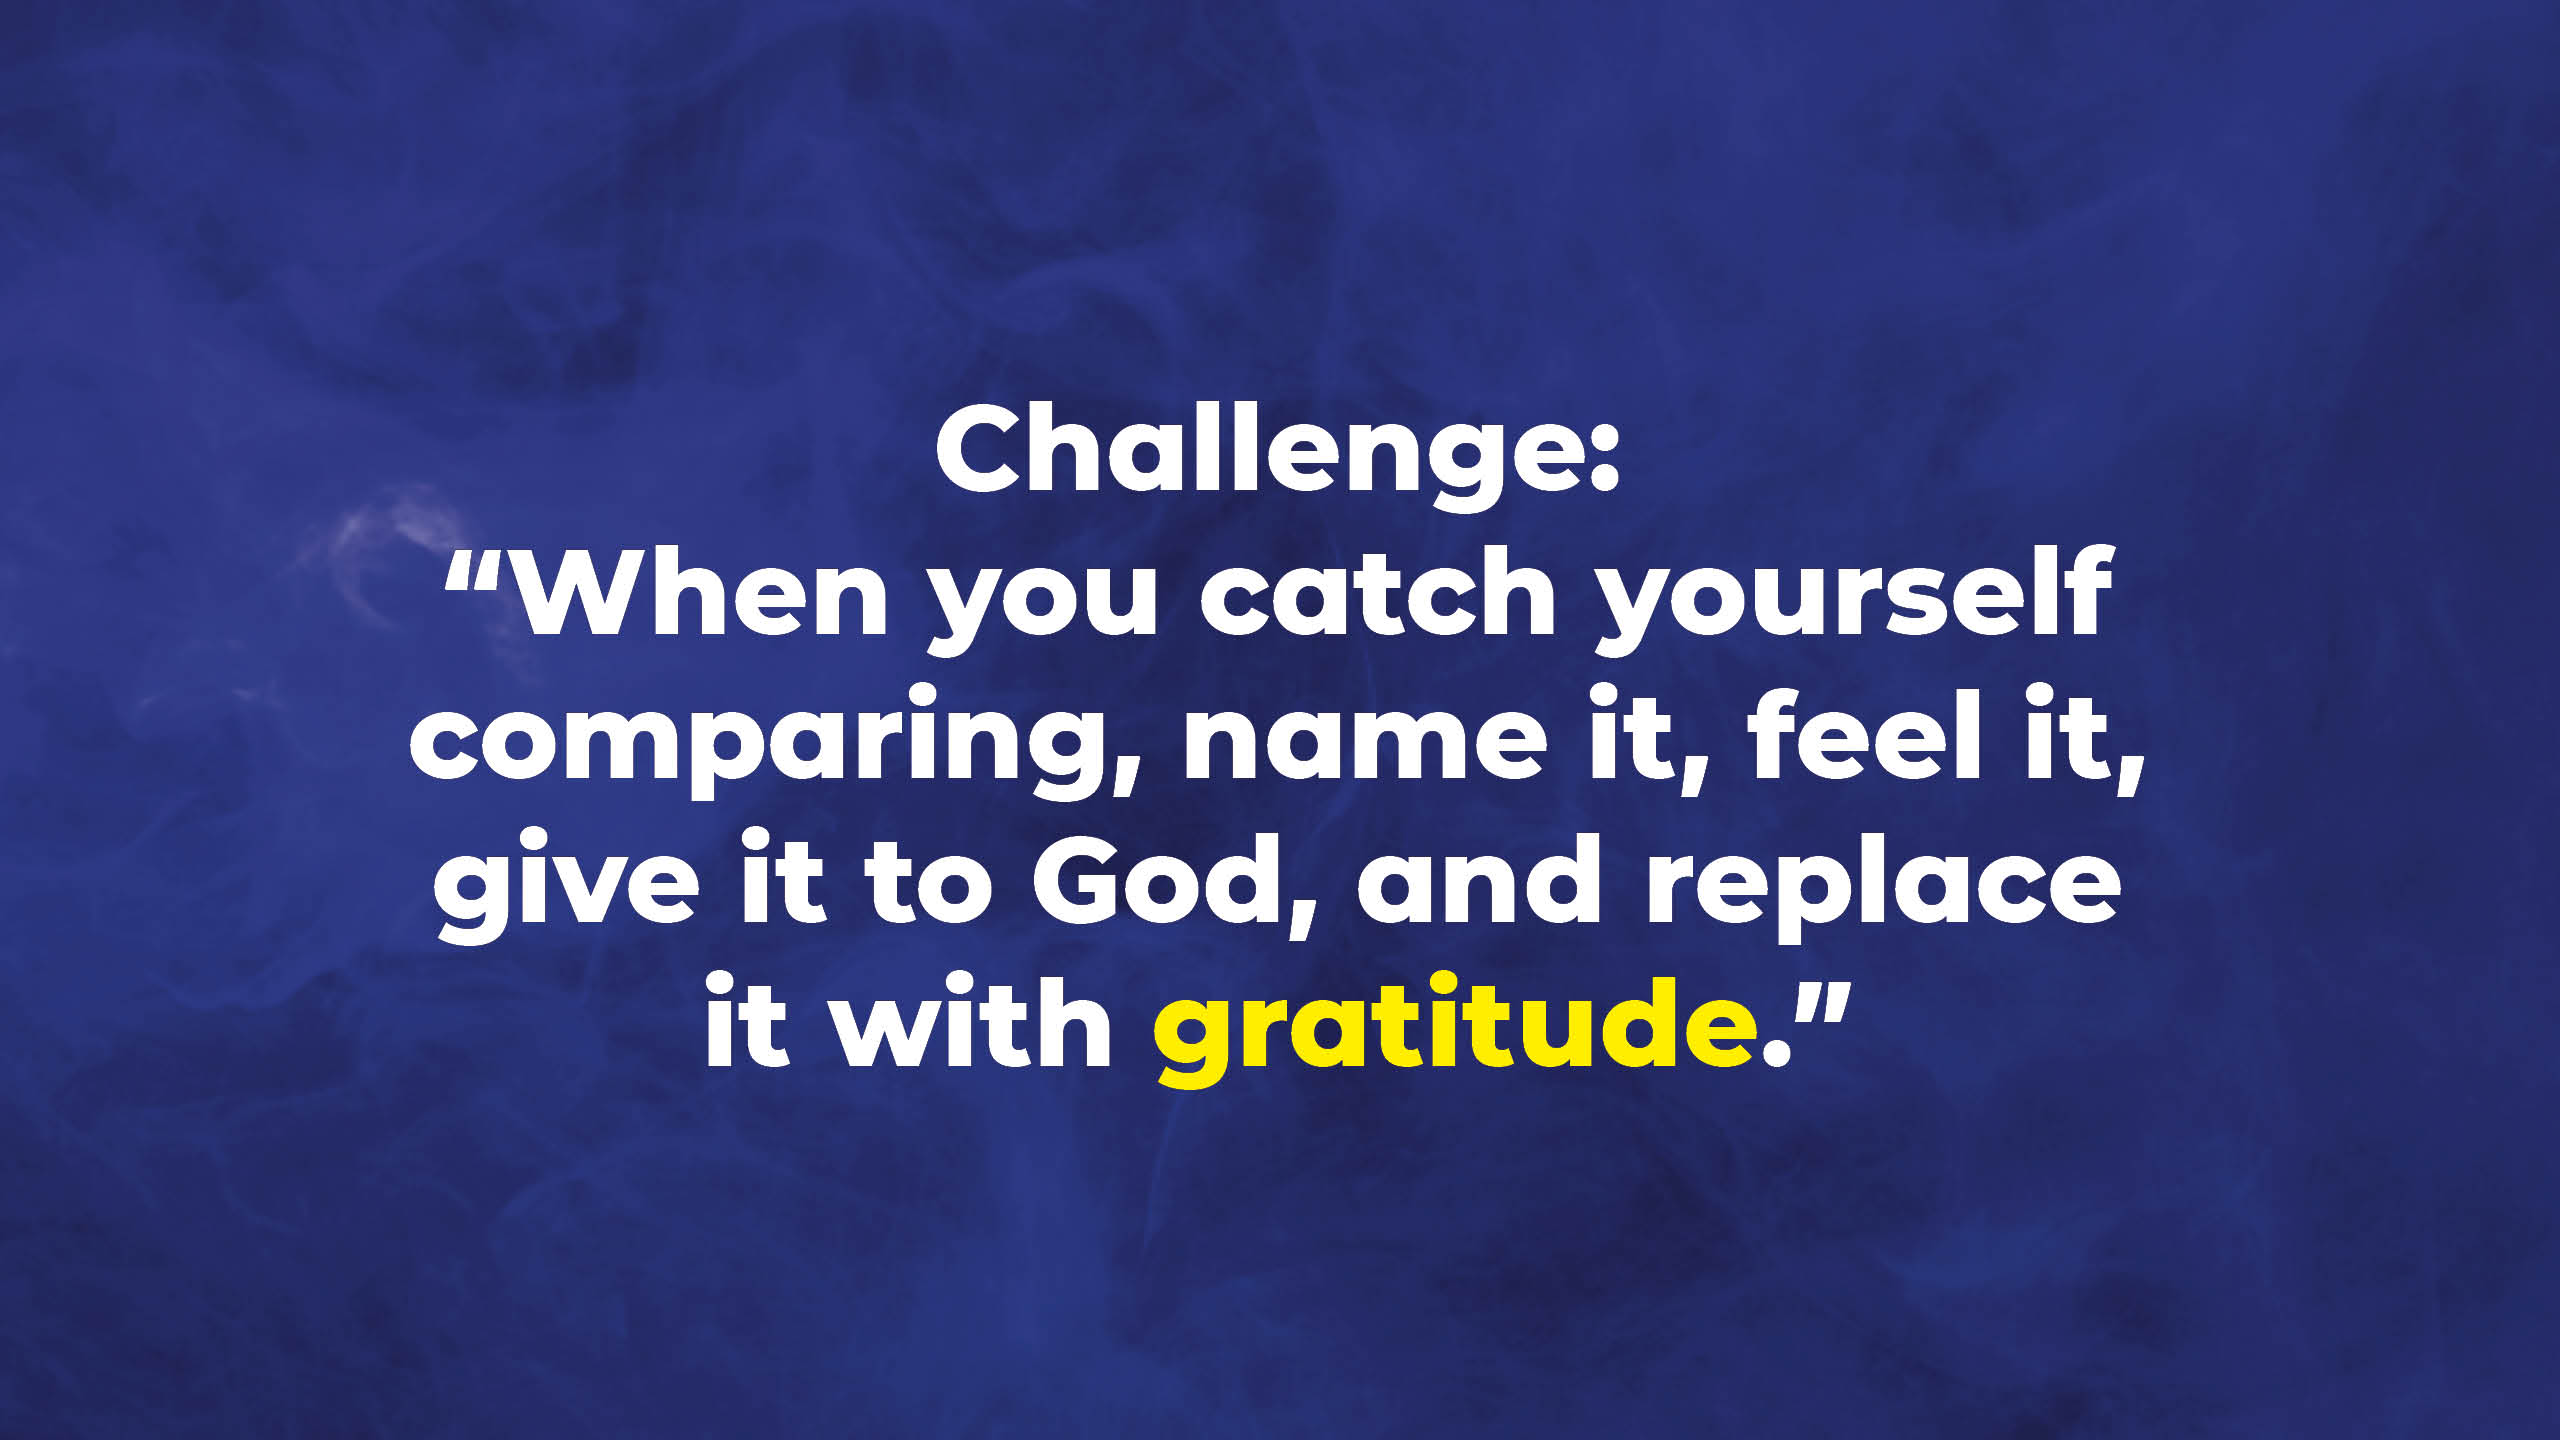 Challenge:
“When you catch yourself
comparing, name it, feel it,
give it to God, and replace
it with gratitude.”